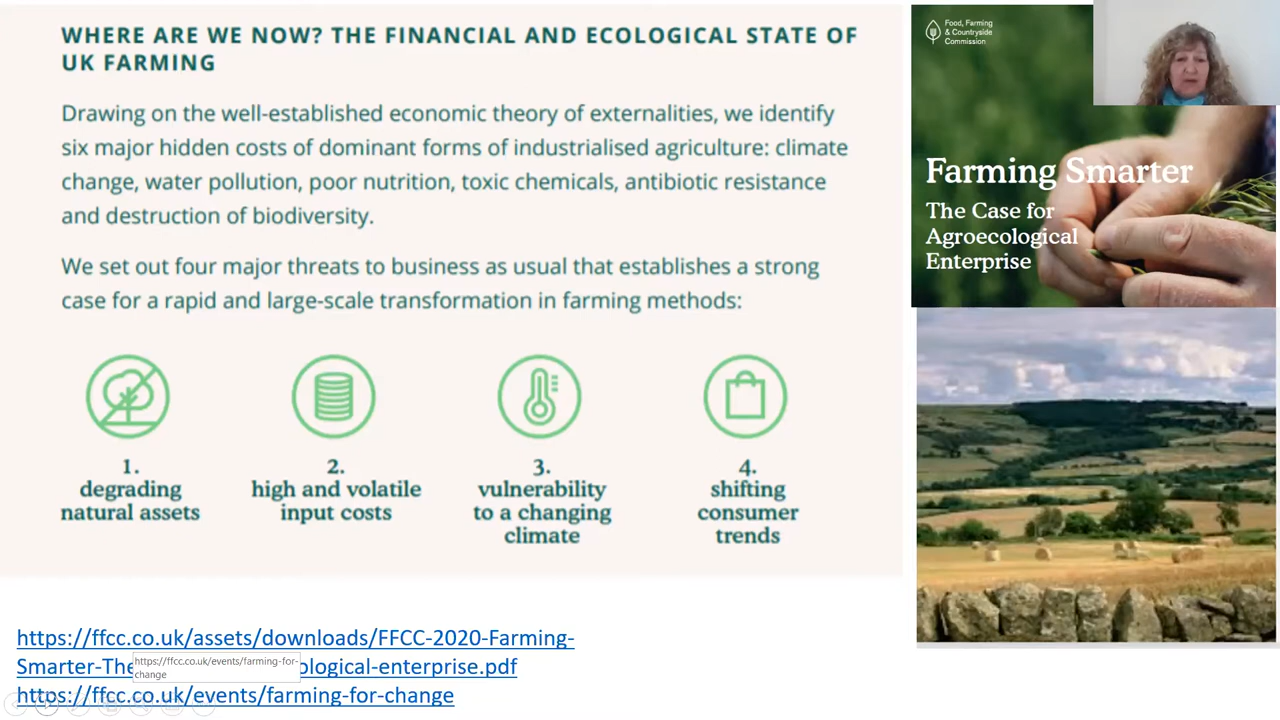 WHERE ARE WE NOW? THE FINANCIAL AND ECOLOGICAL STATE OF
UK FARMING
Drawing on the well-established economic theory of externalities, we identify
six major hidden costs of dominant forms of industrialised agriculture: climate
change, water pollution, poor nutrition, toxic chemicals, antibiotic resistance
and destruction of biodiversity.
We set out four major threats to business as usual that establishes a strong
case for a rapid and large-scale transformation in farming methods:
1.
degrading
natural assets
2.
high and volatile
input costs
3.
vulnerability
to a changing
climate
4.
shifting
consumer
trends
https://ffcc.co.uk/assets/downloads/FFCC-2020-Farming-
Smarter-The ological-enterprise.pdf
https://ffcc.co.uk/events/farming-for-
change
https://ffcc.co.uk/events/farming-for-change
Food, Farming
& Countryside
Commission
Farming Smarter
The Case for
Agroecological
Enterprise